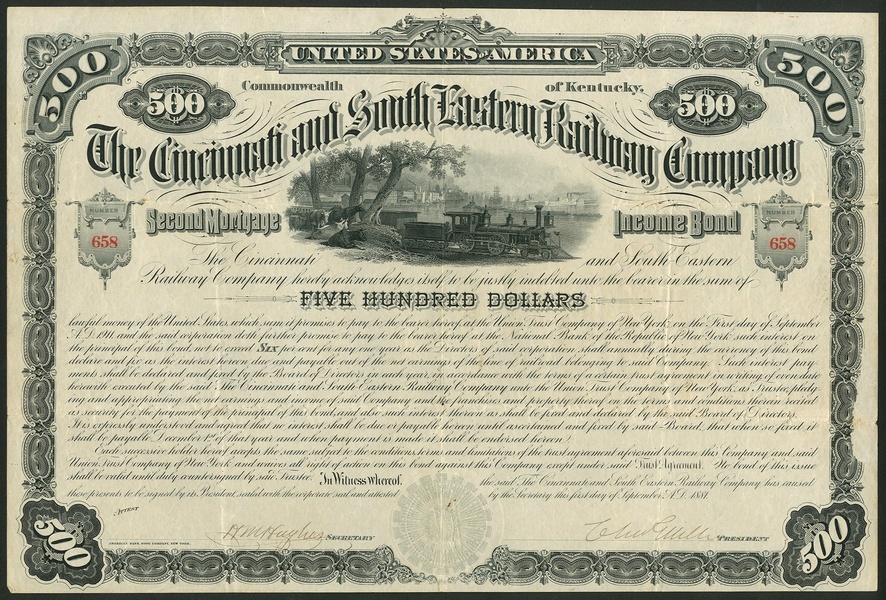 UNITED STATES OF AMERICA
500 500
500 500
Commonwealth of Kentucky,
The Cincinnati and South Eastern Railway Company
NUMBER NUMBER
658 658
Second Mortgage Income Bond
The Cincinnati and South Eastern
Railway Company hereby acknowledges itself to be justly indebted unto the bearer in the sum of
FIVE HUNDRED DOLLARS
lawful money of the United States, which sum it promises to pay to the bearer hereof, at the Union Trust Company of New York, on the First day of September
A.D. 1911 and the said corporation doth further promise to pay to the bearer hereof at the National Bank of the Republic of New York such interest on
the principal of this bond, not to exceed Six per cent for any one year as the Directors of said corporation shall annually during the currency of this bond
declare and fix as interest hereon and payable out of the net earnings of the line of railroad belonging to said Company. Such interest pay-
ments shall be declared and fixed by the Board of Directors in each year, in accordance with the terms of a certain trust agreement in writing of even date
herewith executed by the said The Cincinnati and South Eastern Railway Company unto the Union Trust Company of New York, as Trustee, pledg-
ing and appropriating the net earnings and income of said Company and the franchises and property thereof on the terms and conditions therein recited
as security for the payment of the principal of this bond, and also such interest thereon as shall be fixed and declared by the said Board of Directors.
It is expressly understood and agreed that no interest shall be due or payable hereon until ascertained and fixed by said Board, that when so fixed it
shall be payable December 1st of that year and when payment is made it shall be endorsed hereon.
Each successive holder hereof accepts the same subject to the conditions, terms and limitations of the trust agreement aforesaid between this Company and said
Union Trust Company of New York and waives all right of action on this bond against this Company except under said Trust Agreement. No bond of this issue
shall be valid until duly countersigned by said Trustee. In Witness whereof, the said The Cincinnati and South Eastern Railway Company has caused
these presents to be signed by its President, sealed with the corporate seal and attested by the Secretary this first day of September A.D. 1881.
ATTEST
SECRETARY PRESIDENT
AMERICAN BANK NOTE COMPANY, NEW YORK.
500 500